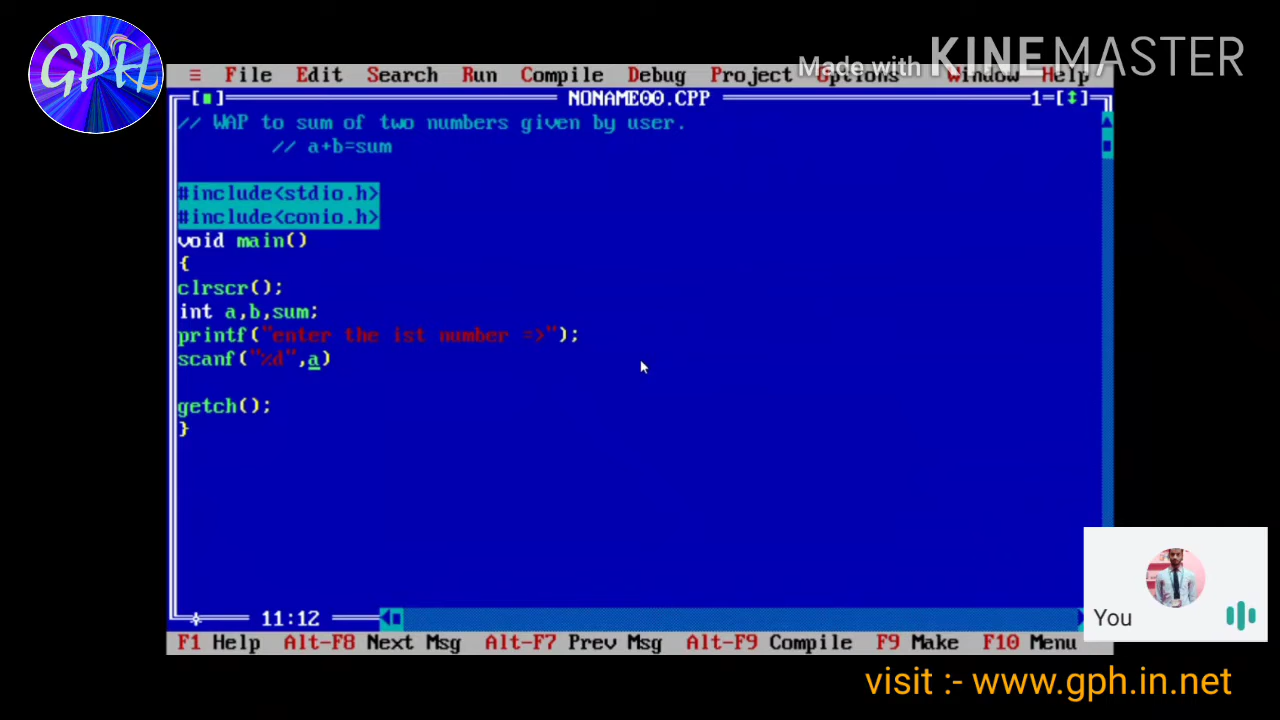 GPH
Made with KINEMASTER
≡ File Edit Search Run Compile Debug Project Options Window Help
NONAME00.CPP 1
// WAP to sum of two numbers given by user.
// a+b=sum
#include<stdio.h>
#include<conio.h>
void main()
{
clrscr();
int a,b,sum;
printf("enter the ist number =>");
scanf("%d",a)
getch();
}
11:12
F1 Help Alt-F8 Next Msg Alt-F7 Prev Msg Alt-F9 Compile F9 Make F10 Menu
You
visit :- www.gph.in.net